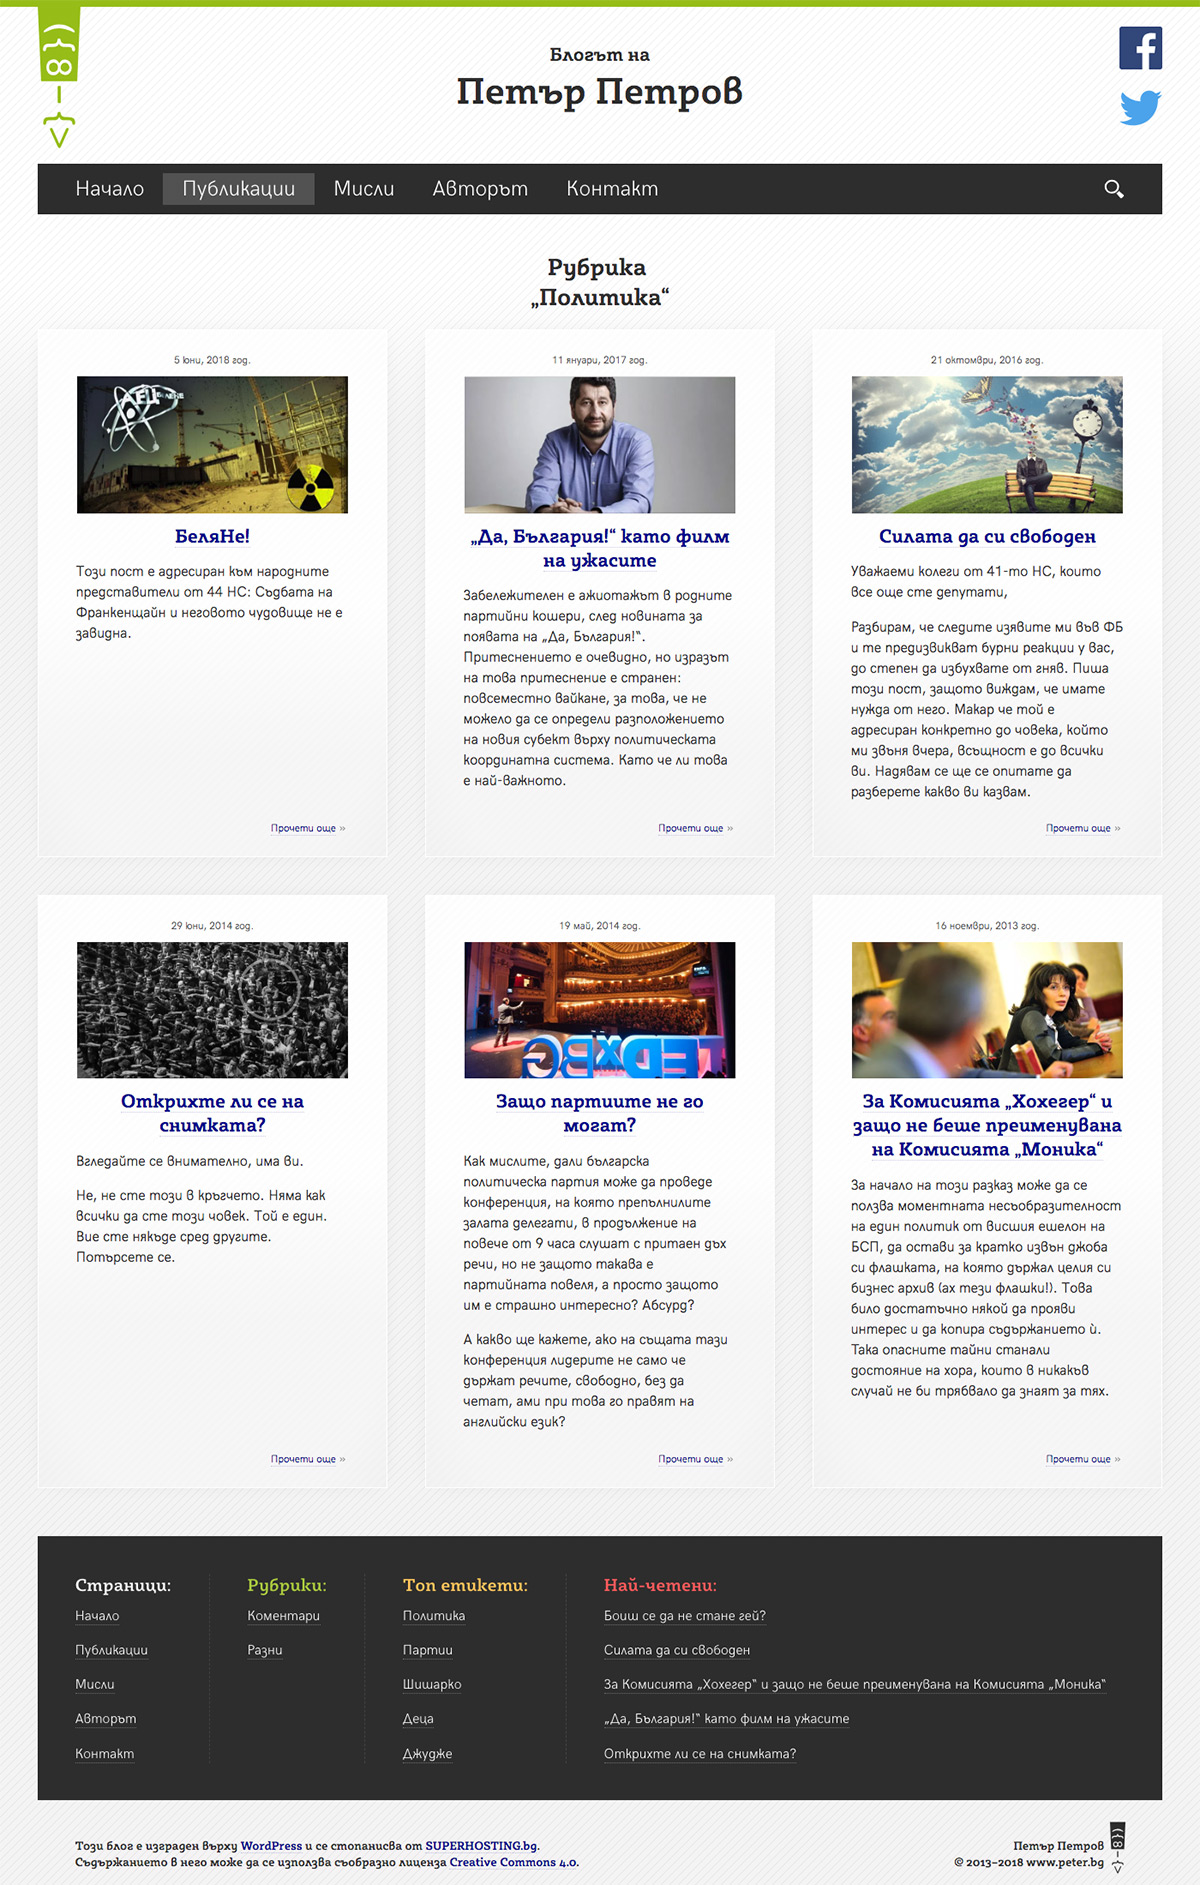 Блогът на
Петър Петров
Начало Публикации Мисли Авторът Контакт
Рубрика
„Политика“
5 юни, 2018 год.
АЕЦ БЕЛЕНЕ
БеляНе!
Този пост е адресиран към народните
представители от 44 НС: Съдбата на
Франкенщайн и неговото чудовище не е
завидна.
Прочети още »
11 януари, 2017 год.
„Да, България!“ като филм
на ужасите
Забележителен е ажиотажът в родните
партийни кошери, след новината за
появата на „Да, България!“.
Притеснението е очевидно, но изразът
на това притеснение е странен:
повсеместно вайкане, за това, че не
можело да се определи разположението
на новия субект върху политическата
координатна система. Като че ли това
е най-важното.
Прочети още »
21 октомври, 2016 год.
Силата да си свободен
Уважаеми колеги от 41-то НС, които
все още сте депутати,
Разбирам, че следите изявите ми във ФБ
и те предизвикват бурни реакции у вас,
до степен да избухвате от гняв. Пиша
този пост, защото виждам, че имате
нужда от него. Макар че той е
адресиран конкретно до човека, който
ми звъня вчера, всъщност е до всички
ви. Надявам се ще се опитате да
разберете какво ви казвам.
Прочети още »
29 юни, 2014 год.
Открихте ли се на
снимката?
Вгледайте се внимателно, има ви.
Не, не сте този в кръгчето. Няма как
всички да сте този човек. Той е един.
Вие сте някъде сред другите.
Потърсете се.
Прочети още »
19 май, 2014 год.
TEDxBG
Защо партиите не го
могат?
Как мислите, дали българска
политическа партия може да проведе
конференция, на която препълнилите
залата делегати, в продължение на
повече от 9 часа слушат с притаен дъх
речи, но не защото такава е
партийната повеля, а просто защото
им е страшно интересно? Абсурд?
А какво ще кажете, ако на същата тази
конференция лидерите не само че
държат речите, свободно, без да
четат, ами при това го правят на
английски език?
Прочети още »
16 ноември, 2013 год.
За Комисията „Хохегер“ и
защо не беше преименувана
на Комисията „Моника“
За начало на този разказ може да се
ползва моментната несъобразителност
на един политик от висшия ешелон на
БСП, да остави за кратко извън джоба
си флашката, на която държал целия си
бизнес архив (ах тези флашки!). Това
било достатъчно някой да прояви
интерес и да копира съдържанието ѝ.
Така опасните тайни станали
достояние на хора, които в никакъв
случай не би трябвало да знаят за тях.
Прочети още »
Страници:
Начало
Публикации
Мисли
Авторът
Контакт
Рубрики:
Коментари
Разни
Топ етикети:
Политика
Партии
Шишарко
Деца
Джудже
Най-четени:
Боиш се да не стане гей?
Силата да си свободен
За Комисията „Хохегер“ и защо не беше преименувана на Комисията „Моника“
„Да, България!“ като филм на ужасите
Открихте ли се на снимката?
Този блог е изграден върху WordPress и се стопанисва от SUPERHOSTING.bg.
Съдържанието в него може да се използва съобразно лиценза Creative Commons 4.0.
Петър Петров
© 2013–2018 www.peter.bg